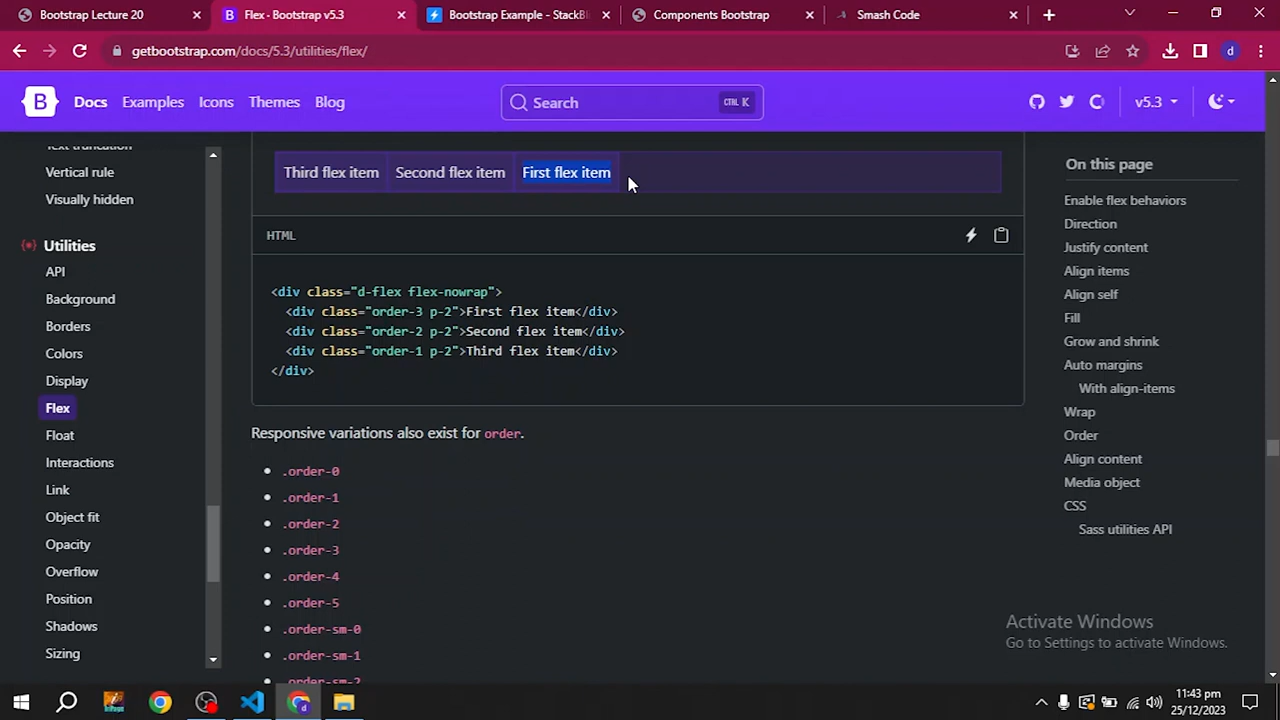 Bootstrap Lecture 20
Flex · Bootstrap v5.3
Bootstrap Example - StackBl
Components Bootstrap
Smash Code
getbootstrap.com/docs/5.3/utilities/flex/
d
B
Docs
Examples
Icons
Themes
Blog
Search
CTRL K
v5.3
Text truncation
Vertical rule
Visually hidden
Utilities
API
Background
Borders
Colors
Display
Flex
Float
Interactions
Link
Object fit
Opacity
Overflow
Position
Shadows
Sizing
Third flex item
Second flex item
First flex item
HTML
<div class="d-flex flex-nowrap">
<div class="order-3 p-2">First flex item</div>
<div class="order-2 p-2">Second flex item</div>
<div class="order-1 p-2">Third flex item</div>
</div>
Responsive variations also exist for order.
.order-0
.order-1
.order-2
.order-3
.order-4
.order-5
.order-sm-0
.order-sm-1
.order-sm-2
On this page
Enable flex behaviors
Direction
Justify content
Align items
Align self
Fill
Grow and shrink
Auto margins
With align-items
Wrap
Order
Align content
Media object
CSS
Sass utilities API
Activate Windows
Go to Settings to activate Windows.
11:43 pm
25/12/2023